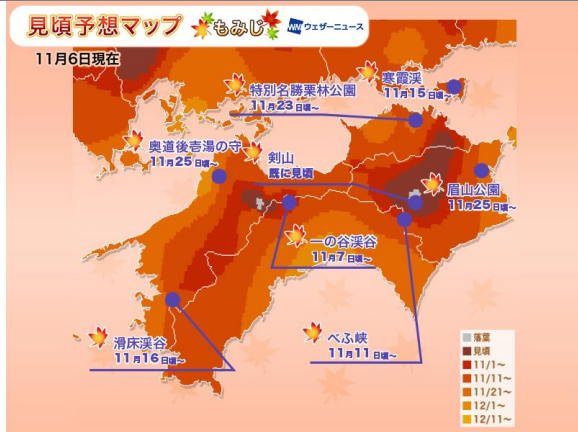 見頃予想マップ もみじ WNI ウェザーニュース
11月6日現在
寒霞渓
11月15日頃~
特別名勝栗林公園
11月23日頃~
奥道後壱湯の守
11月25日頃~
剣山
既に見頃
眉山公園
11月25日頃~
一の谷渓谷
11月7日頃~
滑床渓谷
11月16日頃~
べふ峡
11月11日頃~
落葉
見頃
11/1~
11/11~
11/21~
12/1~
12/11~